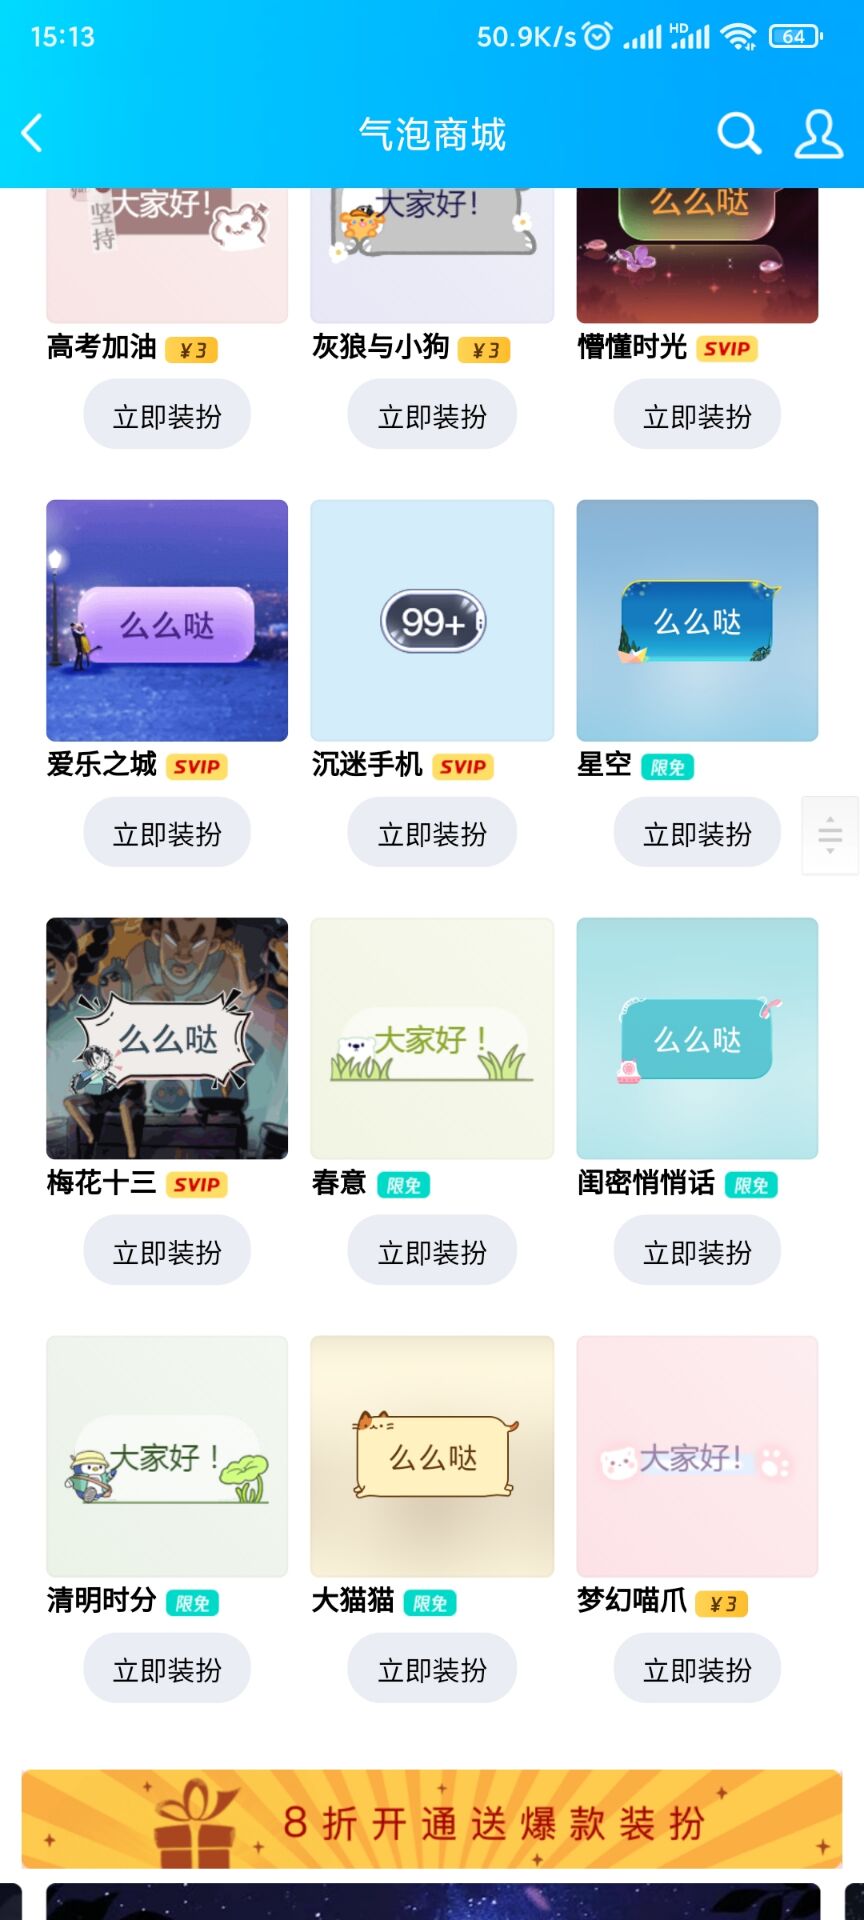 15:13 50.9K/s HD 64
气泡商城
坚持 大家好! 大家好! 么么哒
高考加油 ¥3 灰狼与小狗 ¥3 懵懂时光 SVIP
立即装扮 立即装扮 立即装扮
么么哒 99+ 么么哒
爱乐之城 SVIP 沉迷手机 SVIP 星空 限免
立即装扮 立即装扮 立即装扮
么么哒 大家好！ 么么哒
梅花十三 SVIP 春意 限免 闺密悄悄话 限免
立即装扮 立即装扮 立即装扮
大家好！ 么么哒 大家好!
清明时分 限免 大猫猫 限免 梦幻喵爪 ¥3
立即装扮 立即装扮 立即装扮
8折开通送爆款装扮